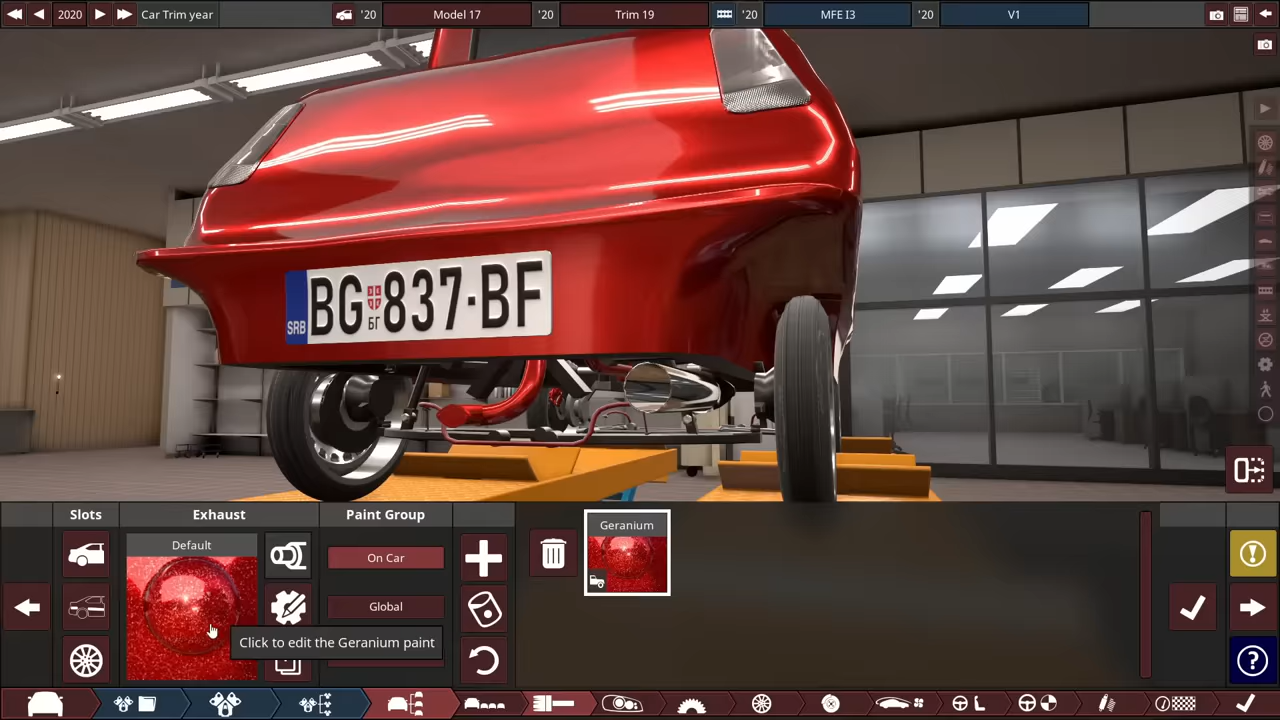 2020
Car Trim year
'20
Model 17
'20
Trim 19
'20
MFE I3
'20
V1
SRB
BG 837-BF
БГ
Slots
Exhaust
Paint Group
Default
On Car
Global
Click to edit the Geranium paint
Geranium